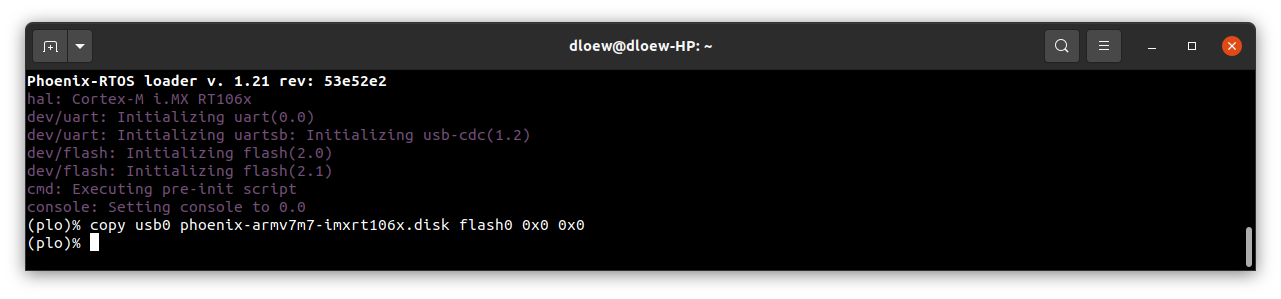 dloew@dloew-HP: ~
Phoenix-RTOS loader v. 1.21 rev: 53e52e2
hal: Cortex-M i.MX RT106x
dev/uart: Initializing uart(0.0)
dev/uart: Initializing uartsb: Initializing usb-cdc(1.2)
dev/flash: Initializing flash(2.0)
dev/flash: Initializing flash(2.1)
cmd: Executing pre-init script
console: Setting console to 0.0
(plo)% copy usb0 phoenix-armv7m7-imxrt106x.disk flash0 0x0 0x0
(plo)%